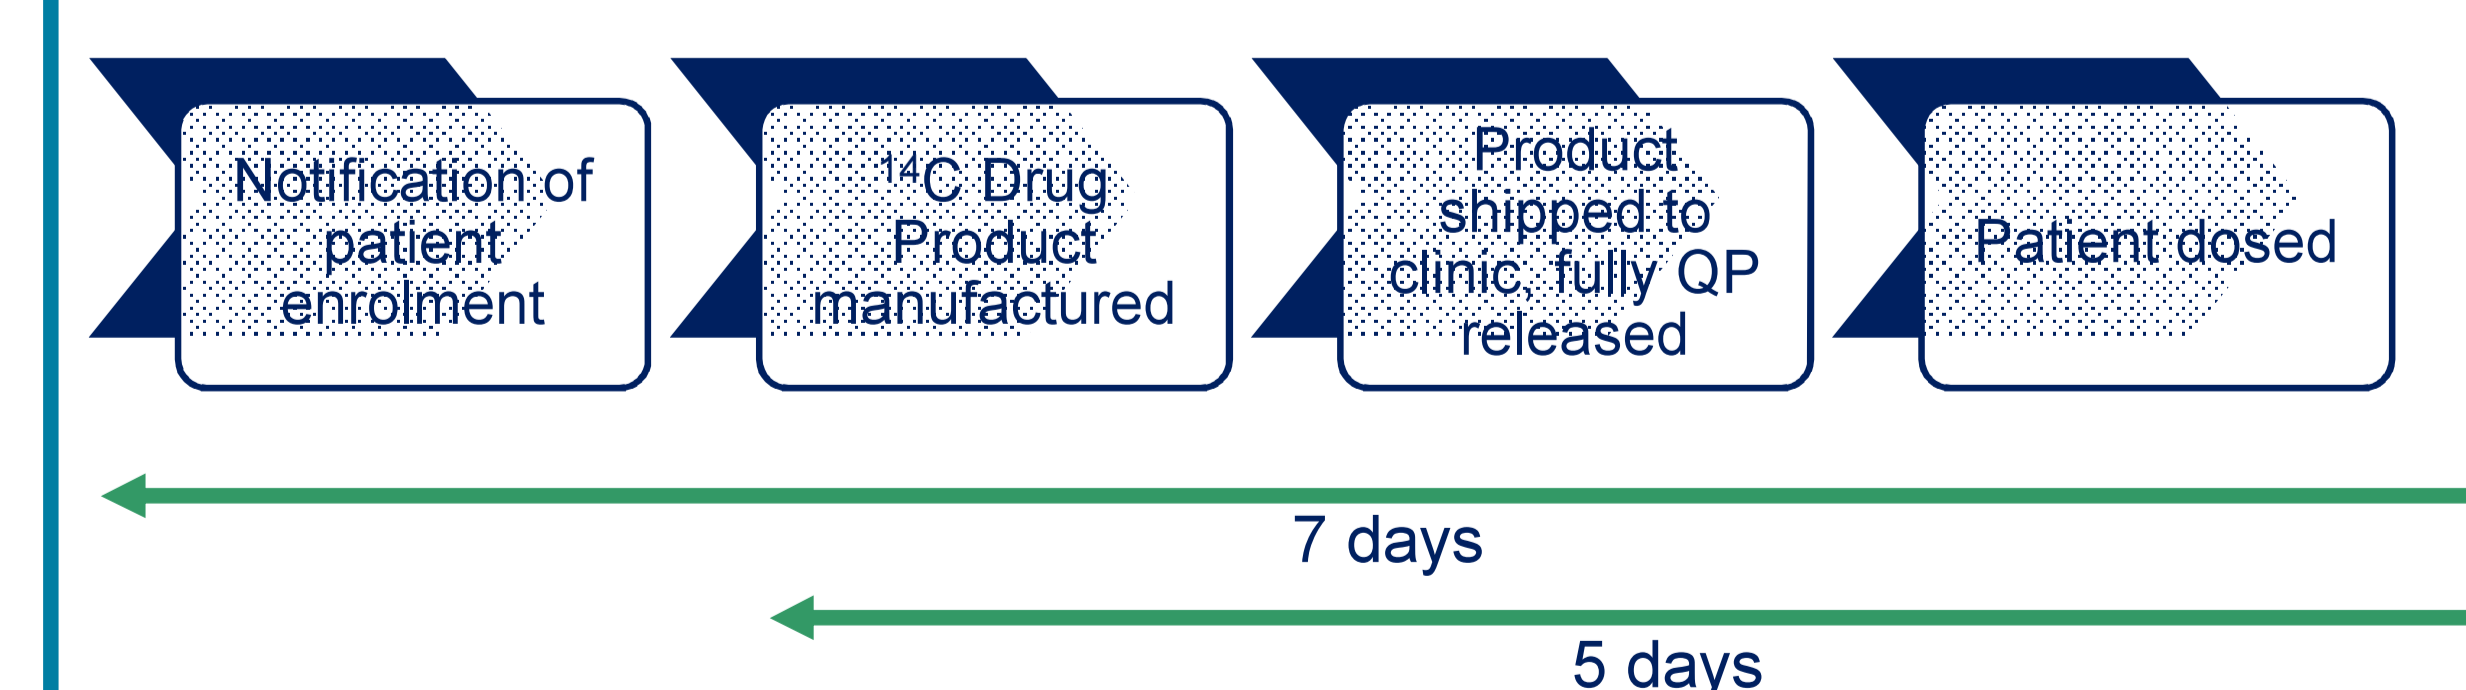 Notification of
patient
enrolment
¹⁴C Drug
Product
manufactured
Product
shipped to
clinic, fully QP
released
Patient dosed
7 days
5 days